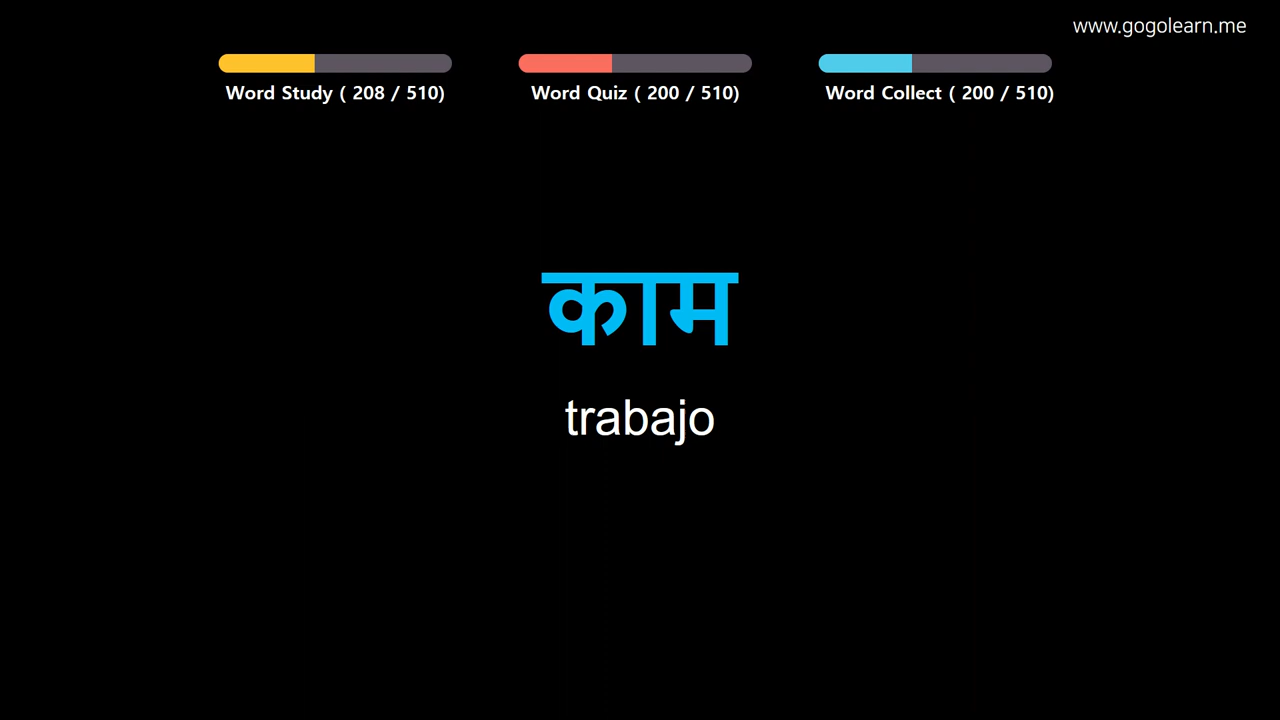 www.gogolearn.me
Word Study ( 208 / 510)
Word Quiz ( 200 / 510)
Word Collect ( 200 / 510)
काम
trabajo